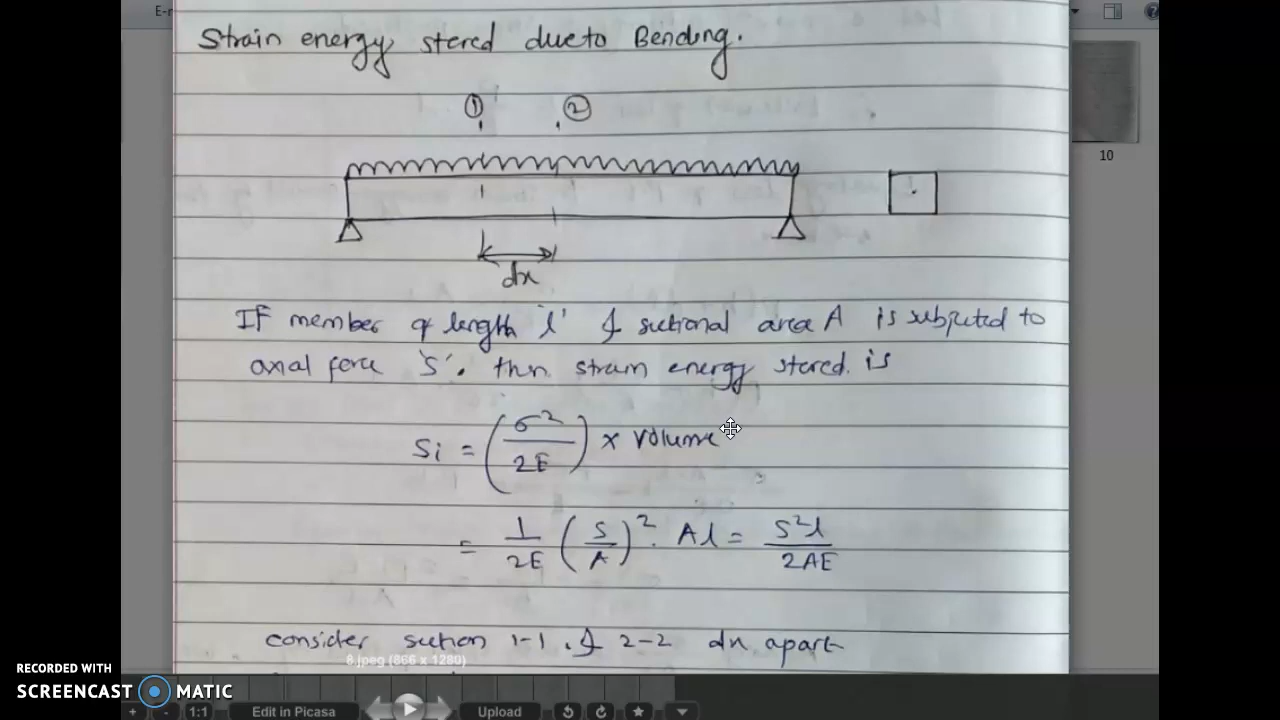 E-r
Strain energy stored due to Bending.
① ②
dx
10
If member of length 'l' & sectional area A is subjected to
axial force 'S'. then strain energy stored is
Si = (σ²/2E) × volume
= 1/2E (S/A)². Al = S²l/2AE
consider section 1-1 & 2-2 dx apart
8.jpeg (866 x 1280)
RECORDED WITH
SCREENCAST MATIC
+ - 1:1 Edit in Picasa Upload